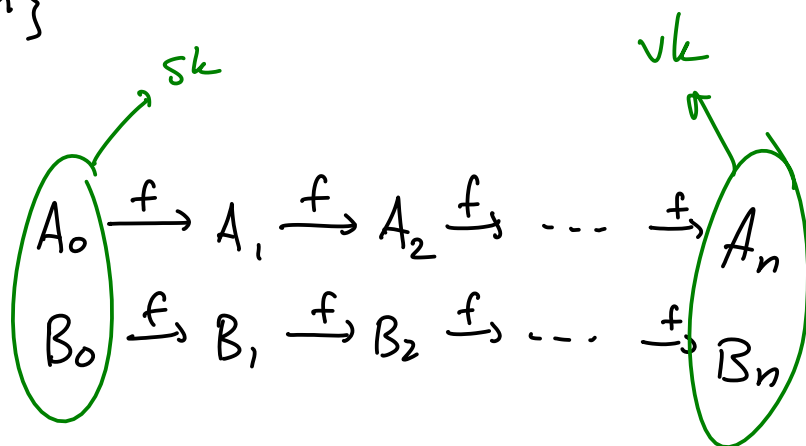 n }
sk vk
A₀ →f A₁ →f A₂ →f ---- →f Aₙ
B₀ →f B₁ →f B₂ →f ---- →f Bₙ